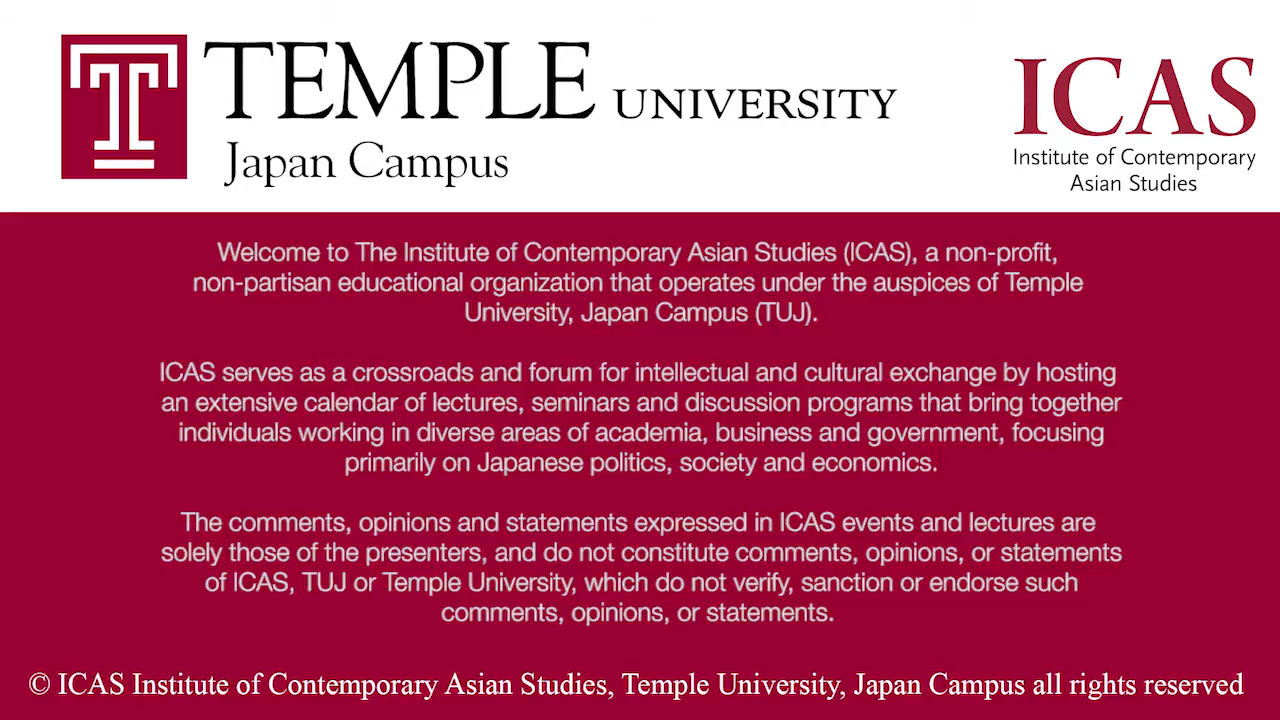 TEMPLE UNIVERSITY
Japan Campus
ICAS
Institute of Contemporary
Asian Studies
Welcome to The Institute of Contemporary Asian Studies (ICAS), a non-profit,
non-partisan educational organization that operates under the auspices of Temple
University, Japan Campus (TUJ).
ICAS serves as a crossroads and forum for intellectual and cultural exchange by hosting
an extensive calendar of lectures, seminars and discussion programs that bring together
individuals working in diverse areas of academia, business and government, focusing
primarily on Japanese politics, society and economics.
The comments, opinions and statements expressed in ICAS events and lectures are
solely those of the presenters, and do not constitute comments, opinions, or statements
of ICAS, TUJ or Temple University, which do not verify, sanction or endorse such
comments, opinions, or statements.
© ICAS Institute of Contemporary Asian Studies, Temple University, Japan Campus all rights reserved